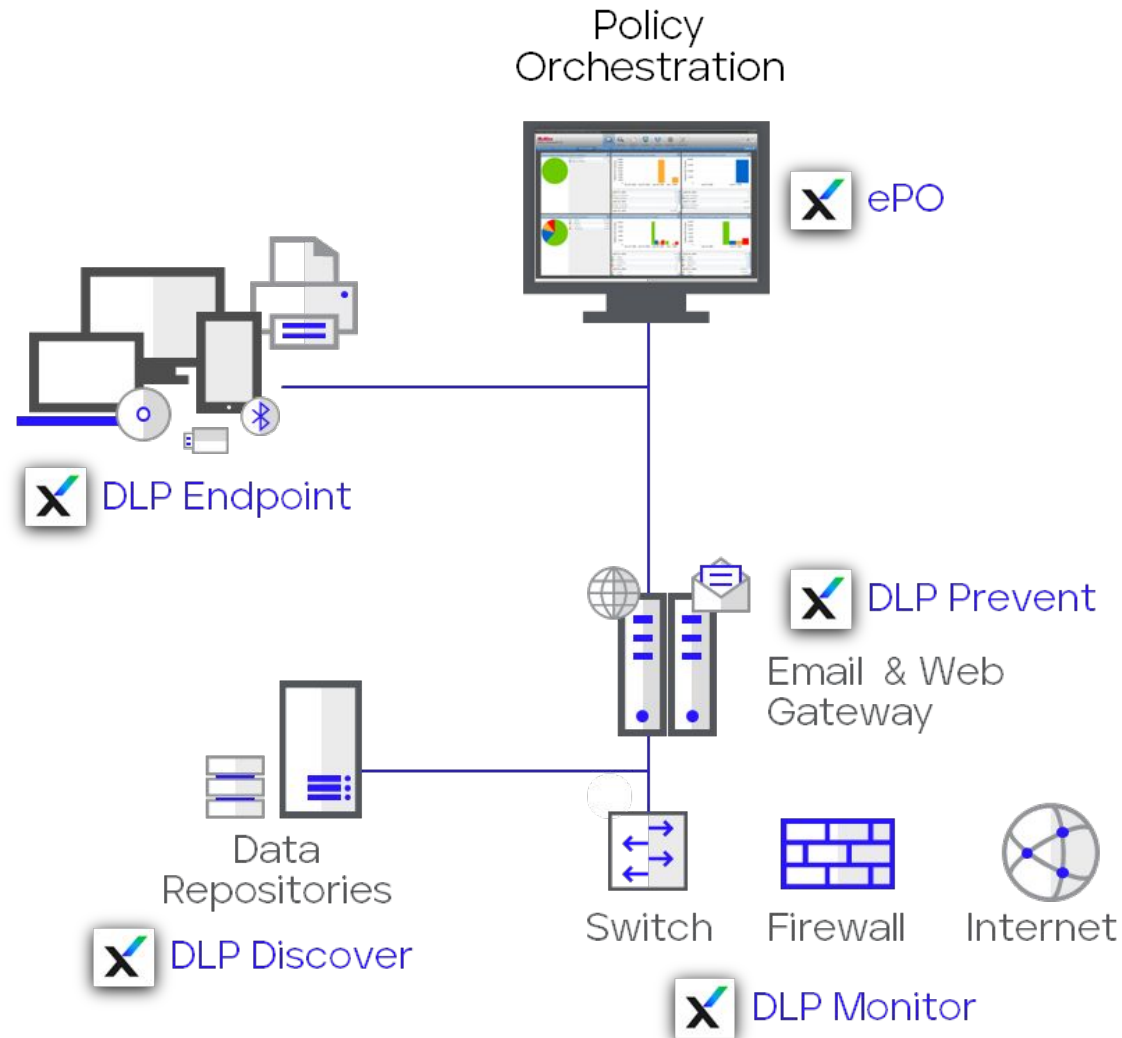 Policy
Orchestration
ePO
DLP Endpoint
DLP Prevent
Email & Web
Gateway
Data
Repositories
DLP Discover
Switch
Firewall
Internet
DLP Monitor